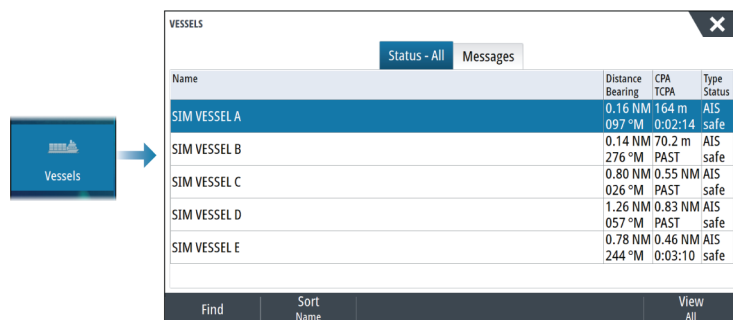 VESSELS
Status - All Messages
Name Distance CPA Type
Bearing TCPA Status
SIM VESSEL A 0.16 NM 164 m AIS
097 °M 0:02:14 safe
SIM VESSEL B 0.14 NM 70.2 m AIS
276 °M PAST safe
SIM VESSEL C 0.80 NM 0.55 NM AIS
026 °M PAST safe
SIM VESSEL D 1.26 NM 0.83 NM AIS
057 °M PAST safe
SIM VESSEL E 0.78 NM 0.46 NM AIS
244 °M 0:03:10 safe
Vessels
Find Sort View
Name All